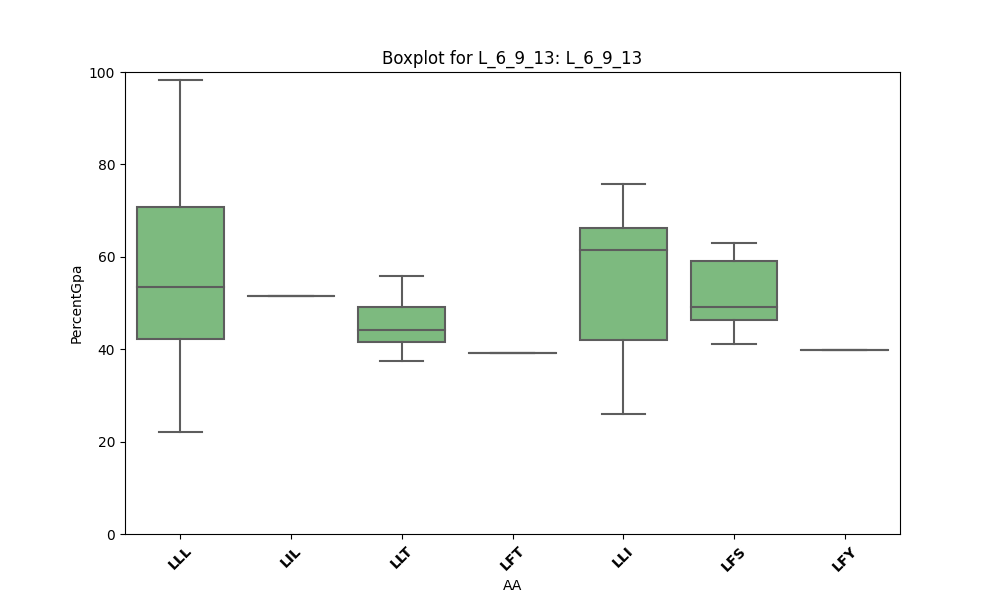 Boxplot for L_6_9_13: L_6_9_13
PercentGpa
100
80
60
40
20
0
LLL
LIL
LLT
LFT
LLI
LFS
LFY
AA